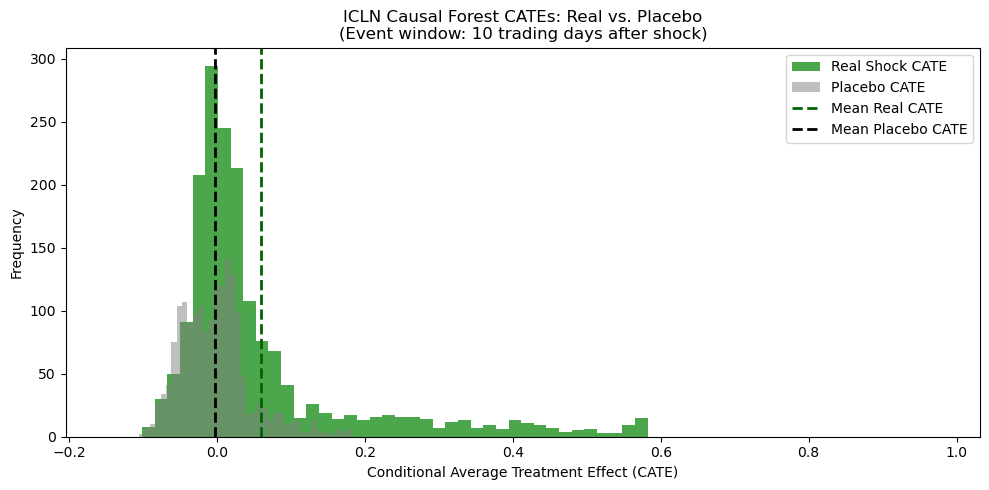 ICLN Causal Forest CATEs: Real vs. Placebo
(Event window: 10 trading days after shock)
Real Shock CATE
Placebo CATE
Mean Real CATE
Mean Placebo CATE
Frequency
300
250
200
150
100
50
0
−0.2
0.0
0.2
0.4
0.6
0.8
1.0
Conditional Average Treatment Effect (CATE)